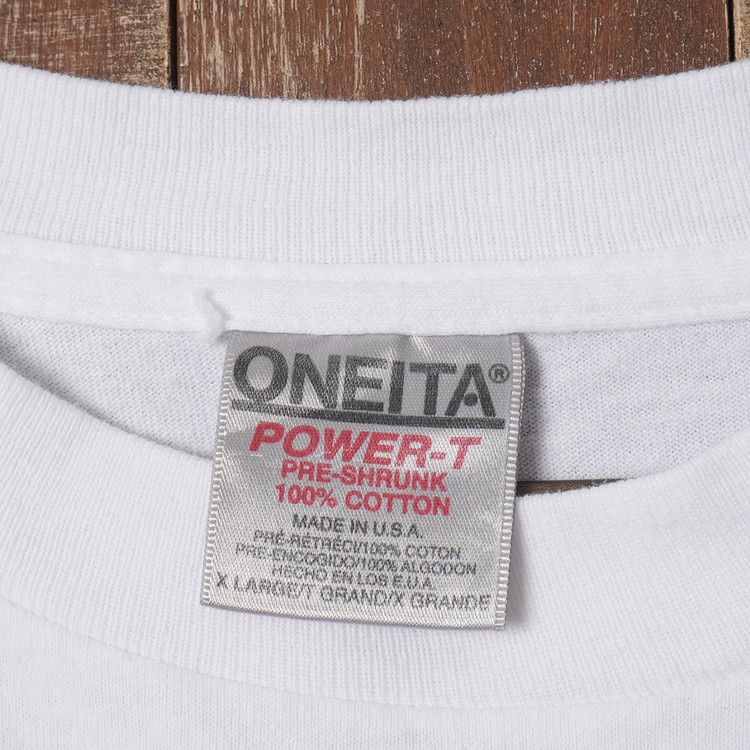 ONEITA®
POWER-T
PRE-SHRUNK
100% COTTON
MADE IN U.S.A.
PRÉ-RÉTRÉCI/100% COTON
PRE-ENCOGIDO/100% ALGODON
HECHO EN LOS E.U.A.
X LARGE/T GRAND/X GRANDE